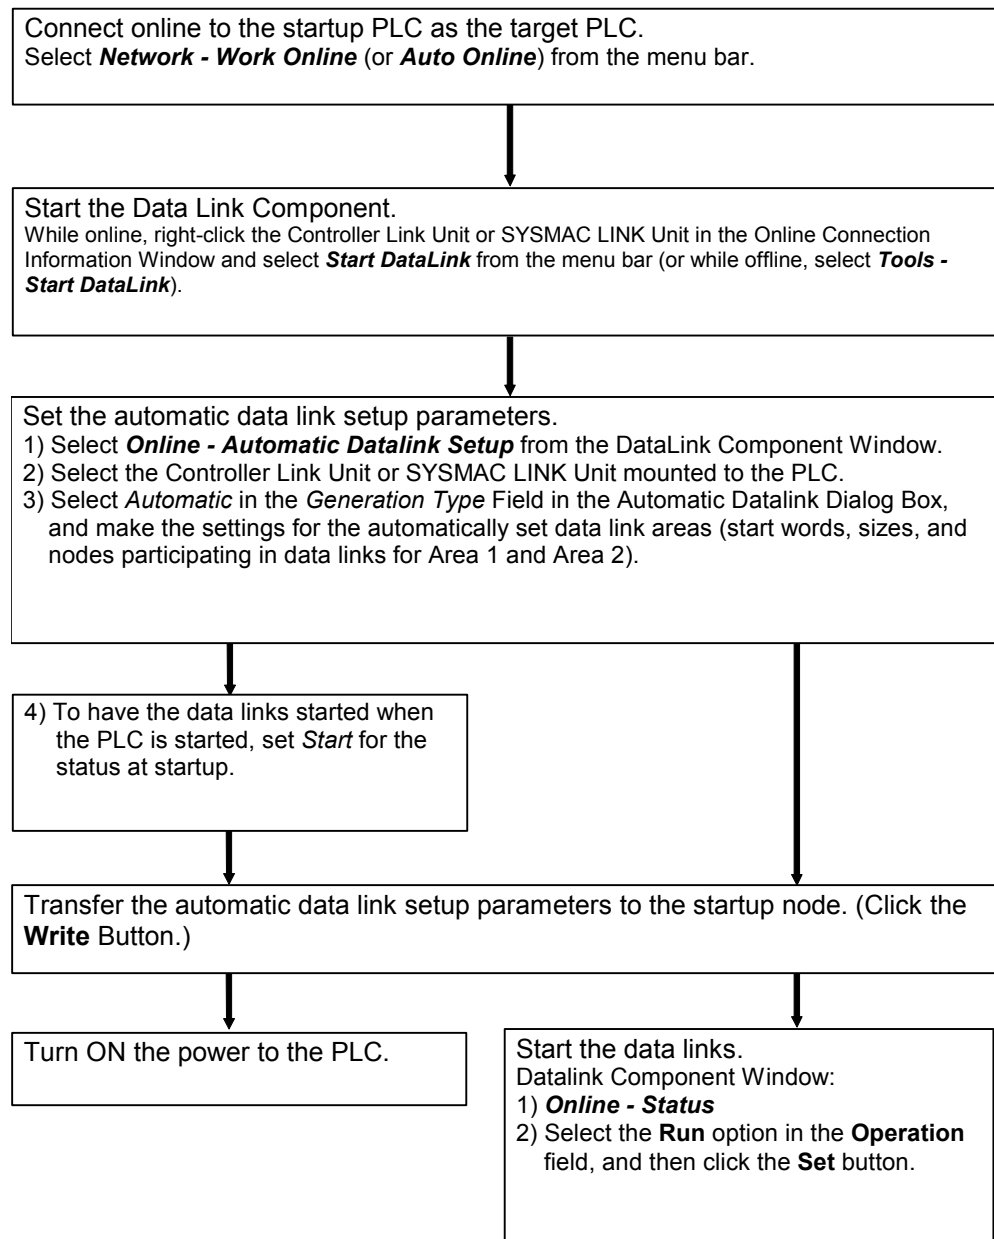 Connect online to the startup PLC as the target PLC.
Select Network - Work Online (or Auto Online) from the menu bar.
Start the Data Link Component.
While online, right-click the Controller Link Unit or SYSMAC LINK Unit in the Online Connection
Information Window and select Start DataLink from the menu bar (or while offline, select Tools -
Start DataLink).
Set the automatic data link setup parameters.
1) Select Online - Automatic Datalink Setup from the DataLink Component Window.
2) Select the Controller Link Unit or SYSMAC LINK Unit mounted to the PLC.
3) Select Automatic in the Generation Type Field in the Automatic Datalink Dialog Box,
and make the settings for the automatically set data link areas (start words, sizes, and
nodes participating in data links for Area 1 and Area 2).
4) To have the data links started when
the PLC is started, set Start for the
status at startup.
Transfer the automatic data link setup parameters to the startup node. (Click the
Write Button.)
Turn ON the power to the PLC.
Start the data links.
Datalink Component Window:
1) Online - Status
2) Select the Run option in the Operation
field, and then click the Set button.